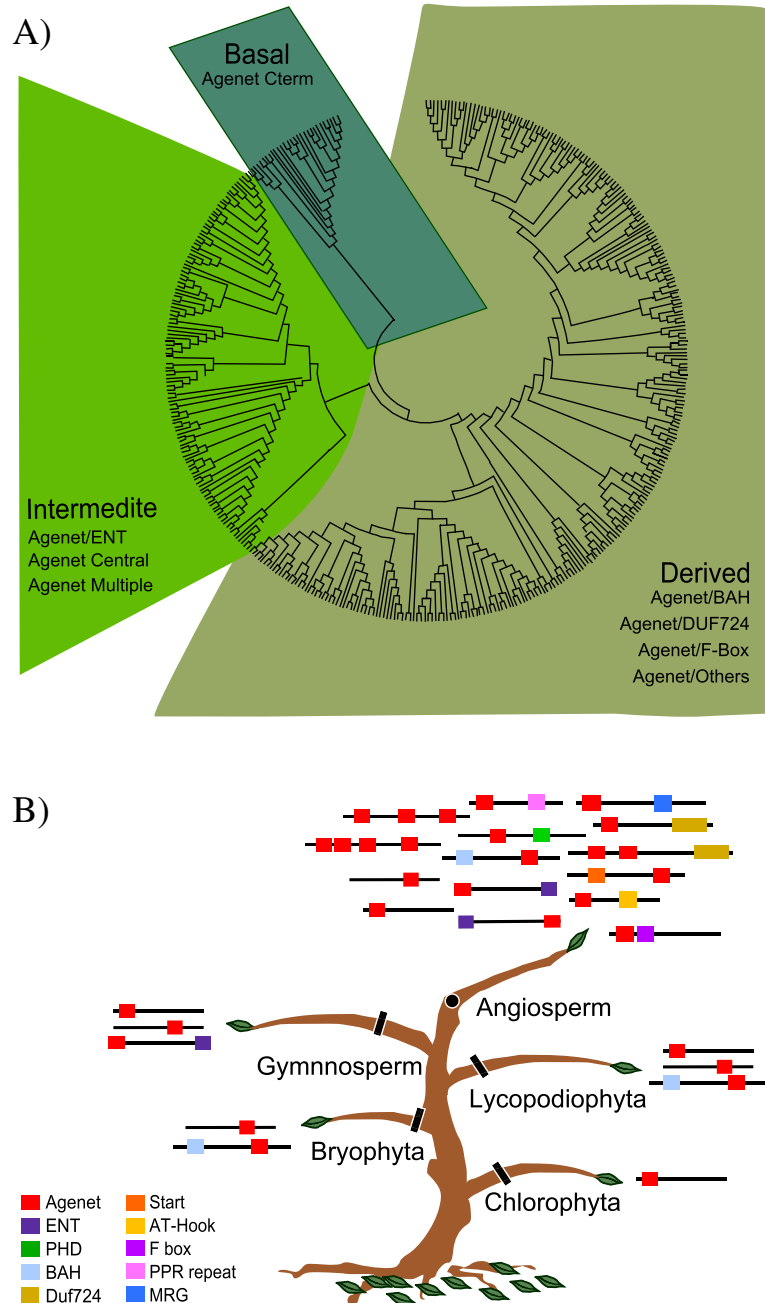 A)
Basal
Agenet Cterm
Intermedite
Agenet/ENT
Agenet Central
Agenet Multiple
Derived
Agenet/BAH
Agenet/DUF724
Agenet/F-Box
Agenet/Others
B)
Angiosperm
Gymnnosperm
Lycopodiophyta
Bryophyta
Chlorophyta
Agenet
ENT
PHD
BAH
Duf724
Start
AT-Hook
F box
PPR repeat
MRG